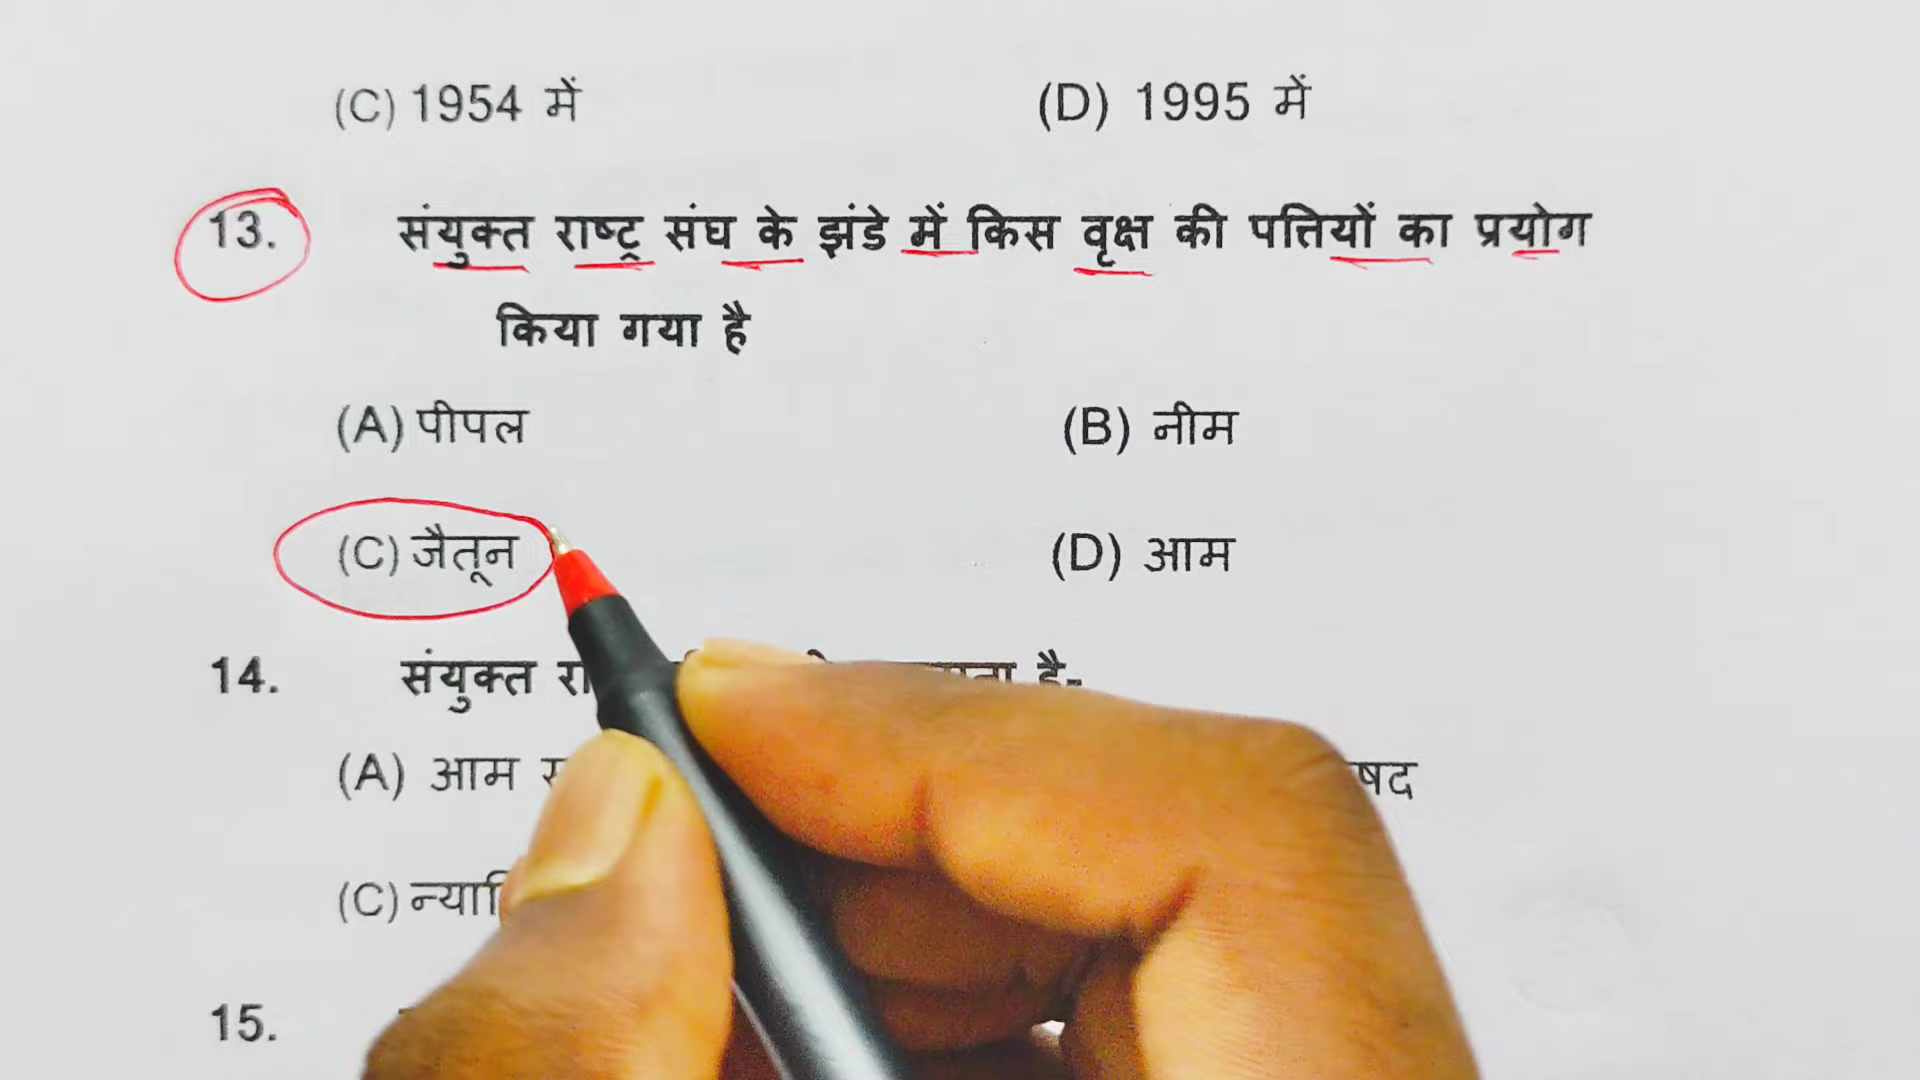 (C) 1954 में (D) 1995 में
13. संयुक्त राष्ट्र संघ के झंडे में किस वृक्ष की पत्तियों का प्रयोग
किया गया है
(A) पीपल (B) नीम
(C) जैतून (D) आम
14. संयुक्त है-
(A) आम
(C)
15.